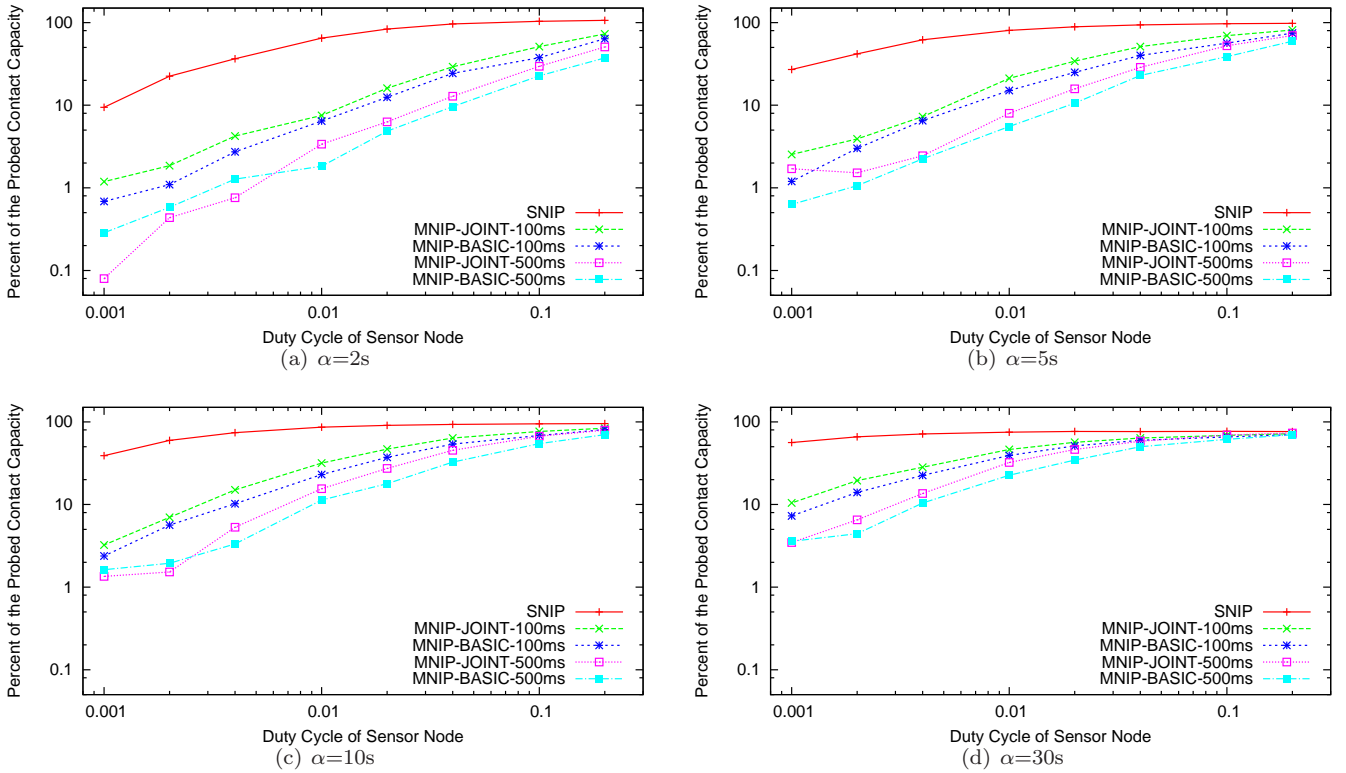 Percent of the Probed Contact Capacity
100
10
1
0.1
0.001
0.01
0.1
SNIP
MNIP-JOINT-100ms
MNIP-BASIC-100ms
MNIP-JOINT-500ms
MNIP-BASIC-500ms
Duty Cycle of Sensor Node
(a) α=2s
Percent of the Probed Contact Capacity
100
10
1
0.1
0.001
0.01
0.1
SNIP
MNIP-JOINT-100ms
MNIP-BASIC-100ms
MNIP-JOINT-500ms
MNIP-BASIC-500ms
Duty Cycle of Sensor Node
(b) α=5s
Percent of the Probed Contact Capacity
100
10
1
0.1
0.001
0.01
0.1
SNIP
MNIP-JOINT-100ms
MNIP-BASIC-100ms
MNIP-JOINT-500ms
MNIP-BASIC-500ms
Duty Cycle of Sensor Node
(c) α=10s
Percent of the Probed Contact Capacity
100
10
1
0.1
0.001
0.01
0.1
SNIP
MNIP-JOINT-100ms
MNIP-BASIC-100ms
MNIP-JOINT-500ms
MNIP-BASIC-500ms
Duty Cycle of Sensor Node
(d) α=30s